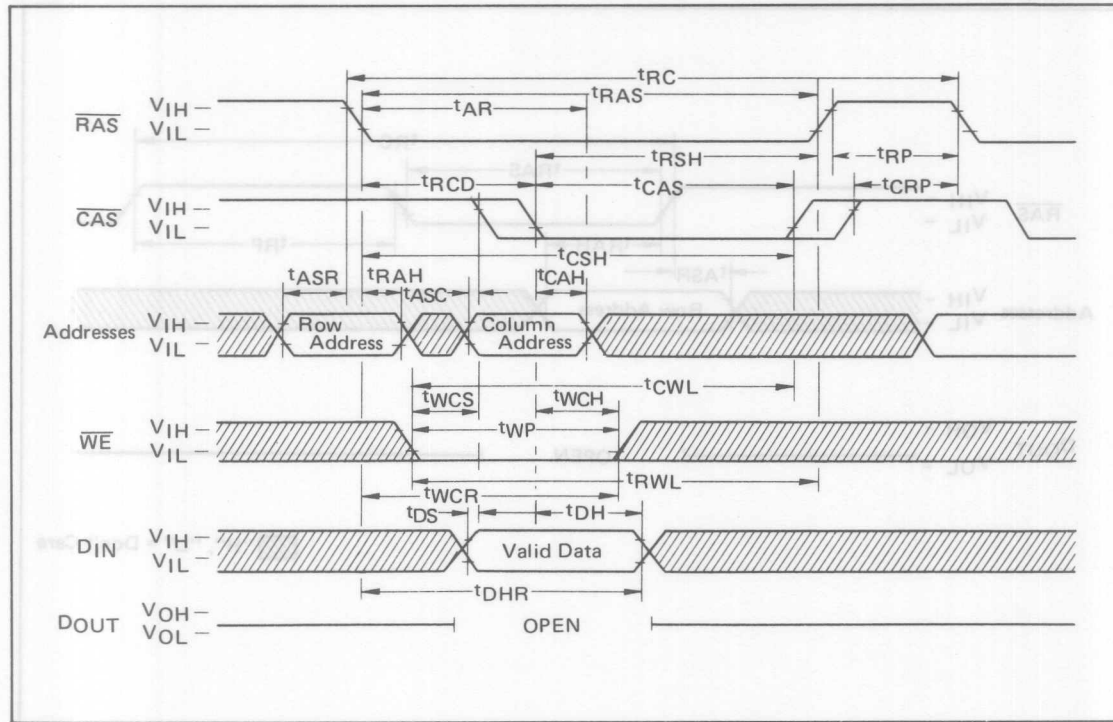 tRC
tRAS
tAR
RAS
VIH
VIL
tRSH
tRP
tRCD
tCAS
tCRP
CAS
VIH
VIL
tCSH
tASR
tRAH
tASC
tCAH
Addresses
VIH
VIL
Row Address
Column Address
tCWL
tWCS
tWCH
WE
VIH
VIL
tWP
tRWL
tWCR
tDS
tDH
DIN
VIH
VIL
Valid Data
tDHR
DOUT
VOH
VOL
OPEN